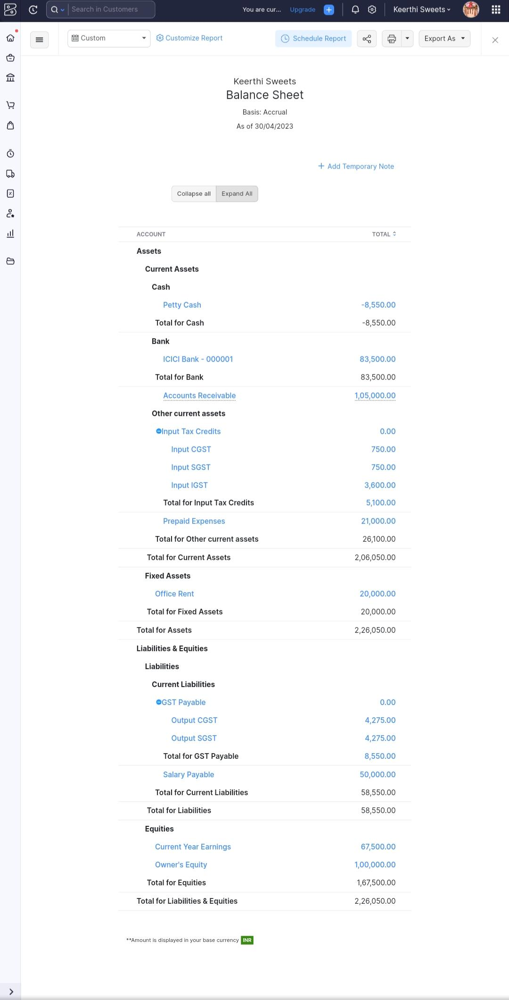 Search in Customers
You are cur...
Upgrade
Keerthi Sweets
Custom
Customize Report
Schedule Report
Export As
Keerthi Sweets
Balance Sheet
Basis: Accrual
As of 30/04/2023
+ Add Temporary Note
Collapse all
Expand All
ACCOUNT TOTAL
Assets
Current Assets
Cash
Petty Cash -8,550.00
Total for Cash -8,550.00
Bank
ICICI Bank - 000001 83,500.00
Total for Bank 83,500.00
Accounts Receivable 1,05,000.00
Other current assets
Input Tax Credits 0.00
Input CGST 750.00
Input SGST 750.00
Input IGST 3,600.00
Total for Input Tax Credits 5,100.00
Prepaid Expenses 21,000.00
Total for Other current assets 26,100.00
Total for Current Assets 2,06,050.00
Fixed Assets
Office Rent 20,000.00
Total for Fixed Assets 20,000.00
Total for Assets 2,26,050.00
Liabilities & Equities
Liabilities
Current Liabilities
GST Payable 0.00
Output CGST 4,275.00
Output SGST 4,275.00
Total for GST Payable 8,550.00
Salary Payable 50,000.00
Total for Current Liabilities 58,550.00
Total for Liabilities 58,550.00
Equities
Current Year Earnings 67,500.00
Owner's Equity 1,00,000.00
Total for Equities 1,67,500.00
Total for Liabilities & Equities 2,26,050.00
**Amount is displayed in your base currency INR